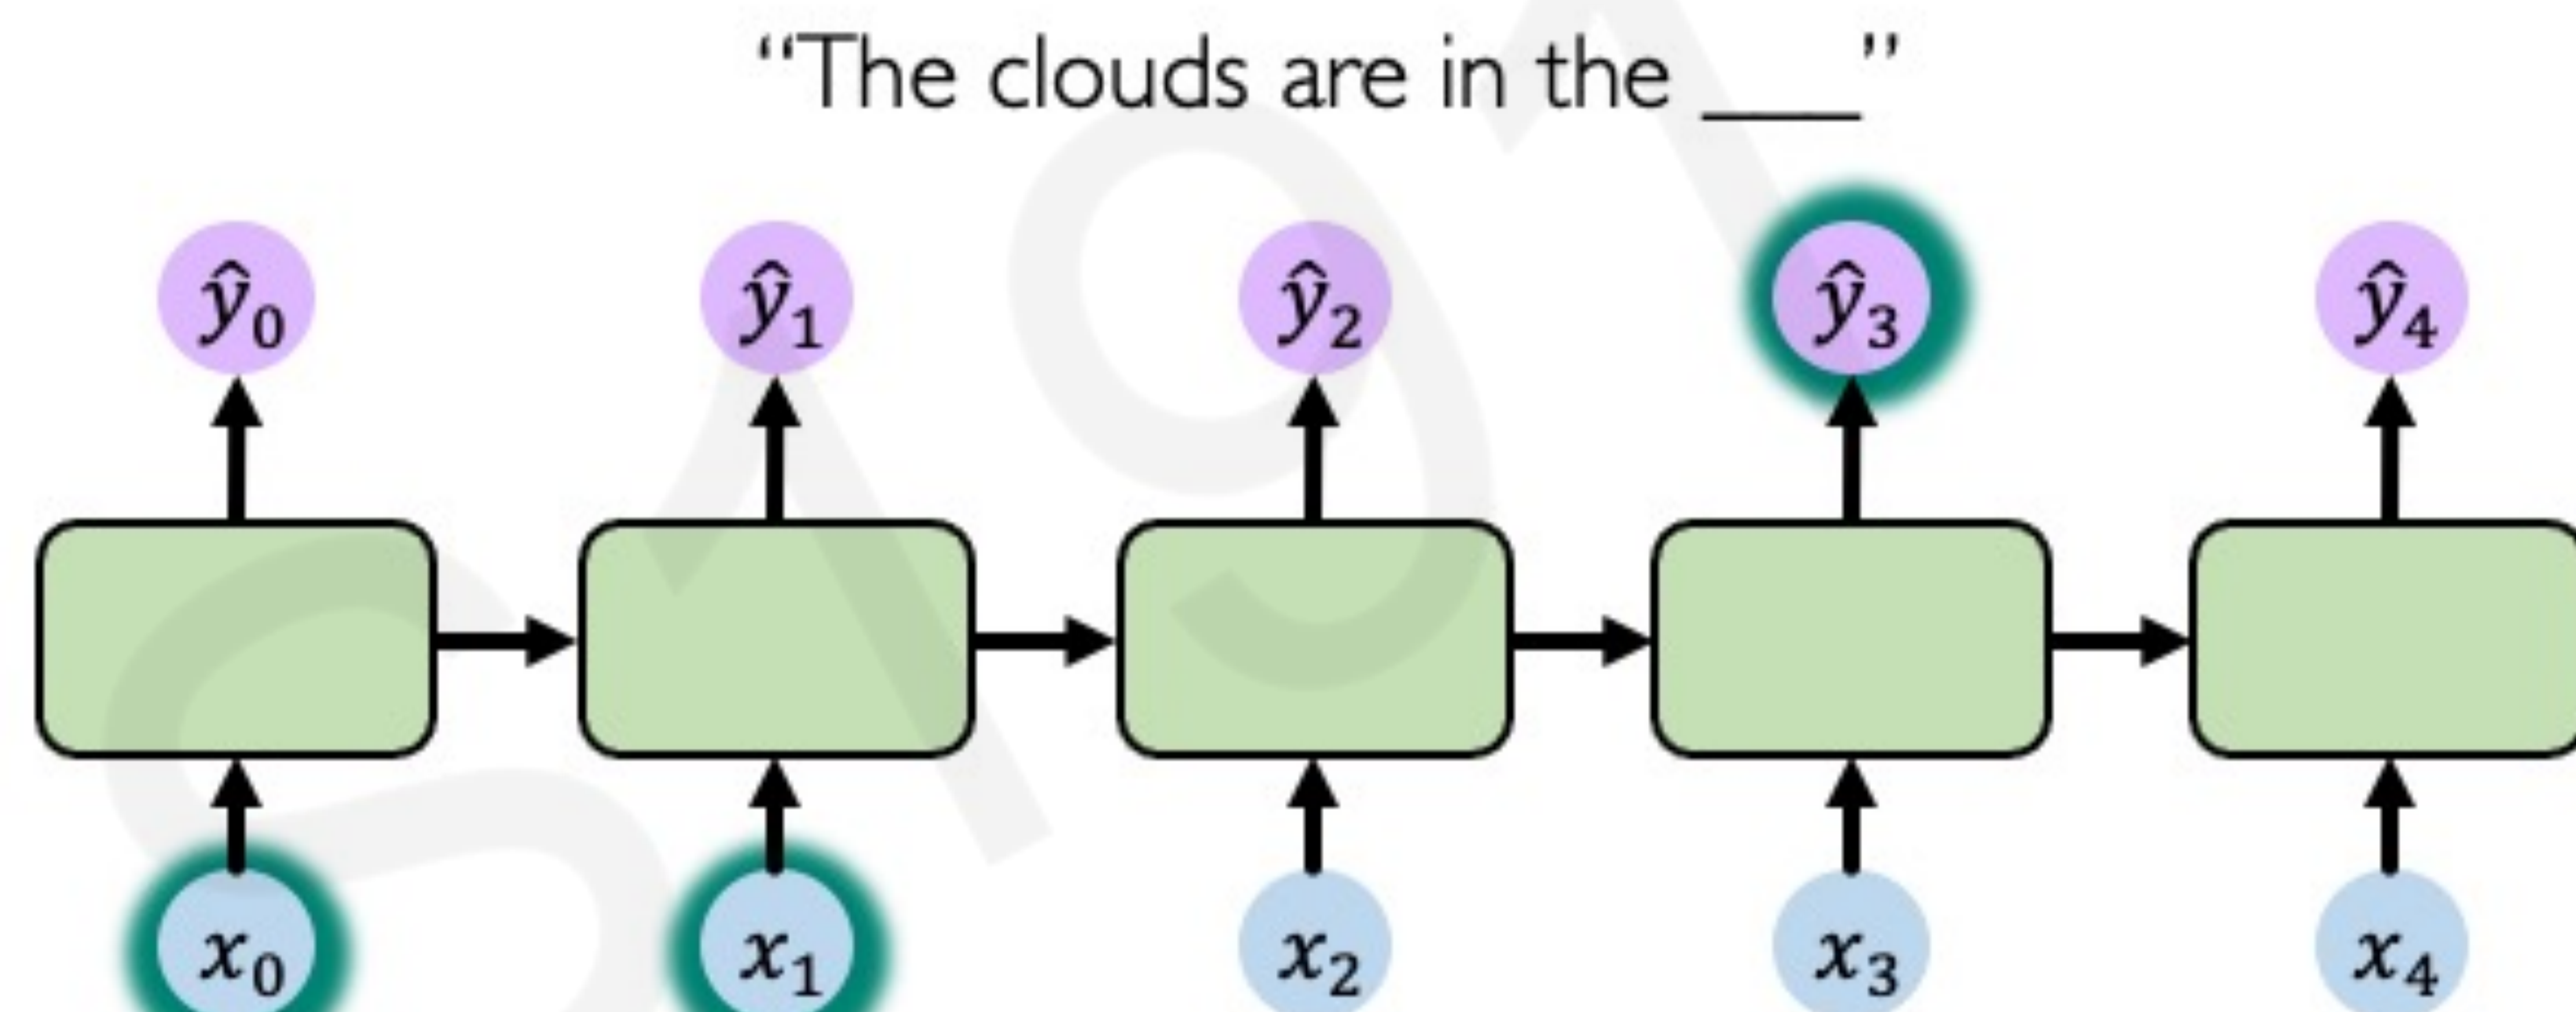 “The clouds are in the ___”
ŷ₀ ŷ₁ ŷ₂ ŷ₃ ŷ₄
x₀ x₁ x₂ x₃ x₄